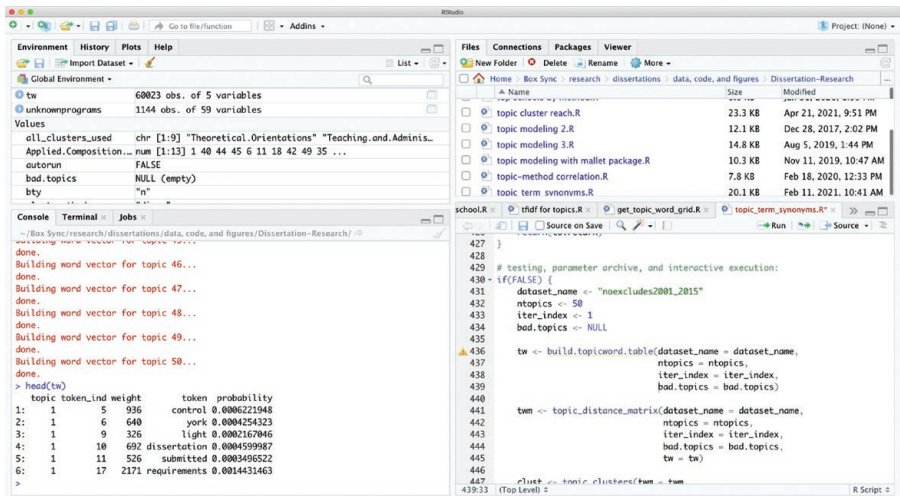 RStudio
Go to file/function
Addins
Project: (None)
Environment History Plots Help
Import Dataset
List
Global Environment
tw 60023 obs. of 5 variables
unknownprograms 1144 obs. of 59 variables
Values
all_clusters_used chr [1:9] "Theoretical.Orientations" "Teaching.and.Adminis...
Applied.Composition... num [1:13] 1 40 44 45 6 11 18 42 49 35 ...
autorun FALSE
bad.topics NULL (empty)
bty "n"
Console Terminal Jobs
~/Box Sync/research/dissertations/data, code, and figures/Dissertation-Research/
done.
Building word vector for topic 46...
done.
Building word vector for topic 47...
done.
Building word vector for topic 48...
done.
Building word vector for topic 49...
done.
Building word vector for topic 50...
done.
> head(tw)
topic token_ind weight token probability
1: 1 5 936 control 0.0006221948
2: 1 6 640 york 0.0004254323
3: 1 9 326 light 0.0002167046
4: 1 10 692 dissertation 0.0004599987
5: 1 11 526 submitted 0.0003496522
6: 1 17 2171 requirements 0.0014431463
>
Files Connections Packages Viewer
New Folder Delete Rename More
Home Box Sync research dissertations data, code, and figures Dissertation-Research ...
Name Size Modified
topic cluster reach.R 23.3 KB Apr 21, 2021, 9:51 PM
topic modeling 2.R 12.1 KB Dec 28, 2017, 2:02 PM
topic modeling 3.R 14.8 KB Aug 5, 2019, 1:44 PM
topic modeling with mallet package.R 10.3 KB Nov 11, 2019, 10:47 AM
topic-method correlation.R 7.8 KB Feb 18, 2020, 12:33 PM
topic_term_synonyms.R 20.1 KB Feb 11, 2021, 10:41 AM
school.R tfidf for topics.R get_topic_word_grid.R topic_term_synonyms.R*
Source on Save Run Source
427 }
428
429 # testing, parameter archive, and interactive execution:
430 if(FALSE) {
431 dataset_name <- "noexcludes2001_2015"
432 ntopics <- 50
433 iter_index <- 1
434 bad.topics <- NULL
435
436 tw <- build.topicword.table(dataset_name = dataset_name,
437 ntopics = ntopics,
438 iter_index = iter_index,
439 bad.topics = bad.topics)
440
441 twm <- topic_distance_matrix(dataset_name = dataset_name,
442 ntopics = ntopics,
443 iter_index = iter_index,
444 bad.topics = bad.topics,
445 tw = tw)
446
447 clust <- topic_clusters(twm = twm,
439:33 (Top Level) R Script